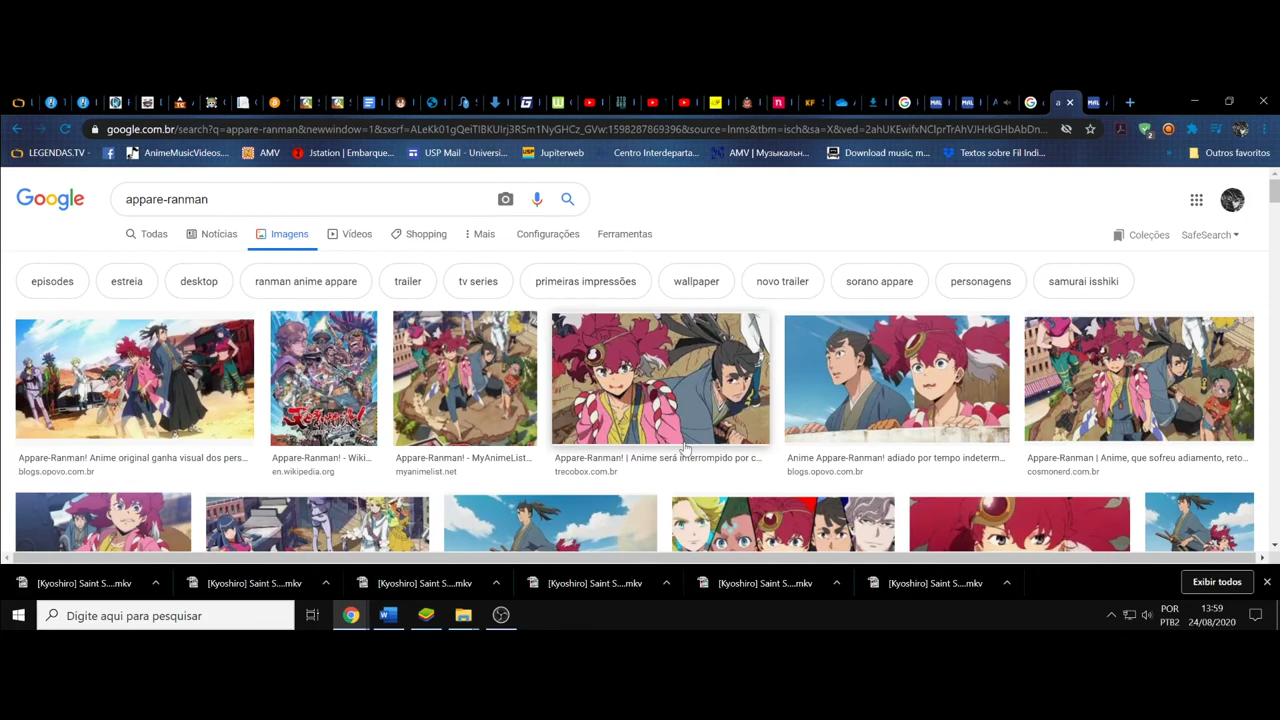 google.com.br/search?q=appare-ranman&newwindow=1&sxsrf=ALeKk01gQeiTlBKUIrj3RSm1NyGHCz_GVw:1598287869396&source=lnms&tbm=isch&sa=X&ved=2ahUKEwifxNClprTrAhVJHrkGHbAbDn...
LEGENDAS.TV - AnimeMusicVideos.... AMV Jstation | Embarque... USP Mail - Universi... Jupiterweb Centro Interdeparta... AMV | Музыкальн... Download music, m... Textos sobre Fil Indi... Outros favoritos
Google appare-ranman
Todas Notícias Imagens Vídeos Shopping Mais Configurações Ferramentas Coleções SafeSearch
episodes estreia desktop ranman anime appare trailer tv series primeiras impressões wallpaper novo trailer sorano appare personagens samurai isshiki
Appare-Ranman! Anime original ganha visual dos pers... Appare-Ranman! - Wiki... Appare-Ranman! - MyAnimeList... Appare-Ranman! | Anime será interrompido por c... Anime Appare-Ranman! adiado por tempo indeterm... Appare-Ranman | Anime, que sofreu adiamento, reto...
blogs.opovo.com.br en.wikipedia.org myanimelist.net trecobox.com.br blogs.opovo.com.br cosmonerd.com.br
[Kyoshiro] Saint S....mkv [Kyoshiro] Saint S....mkv [Kyoshiro] Saint S....mkv [Kyoshiro] Saint S....mkv [Kyoshiro] Saint S....mkv [Kyoshiro] Saint S....mkv Exibir todos
Digite aqui para pesquisar POR 13:59
PTB2 24/08/2020